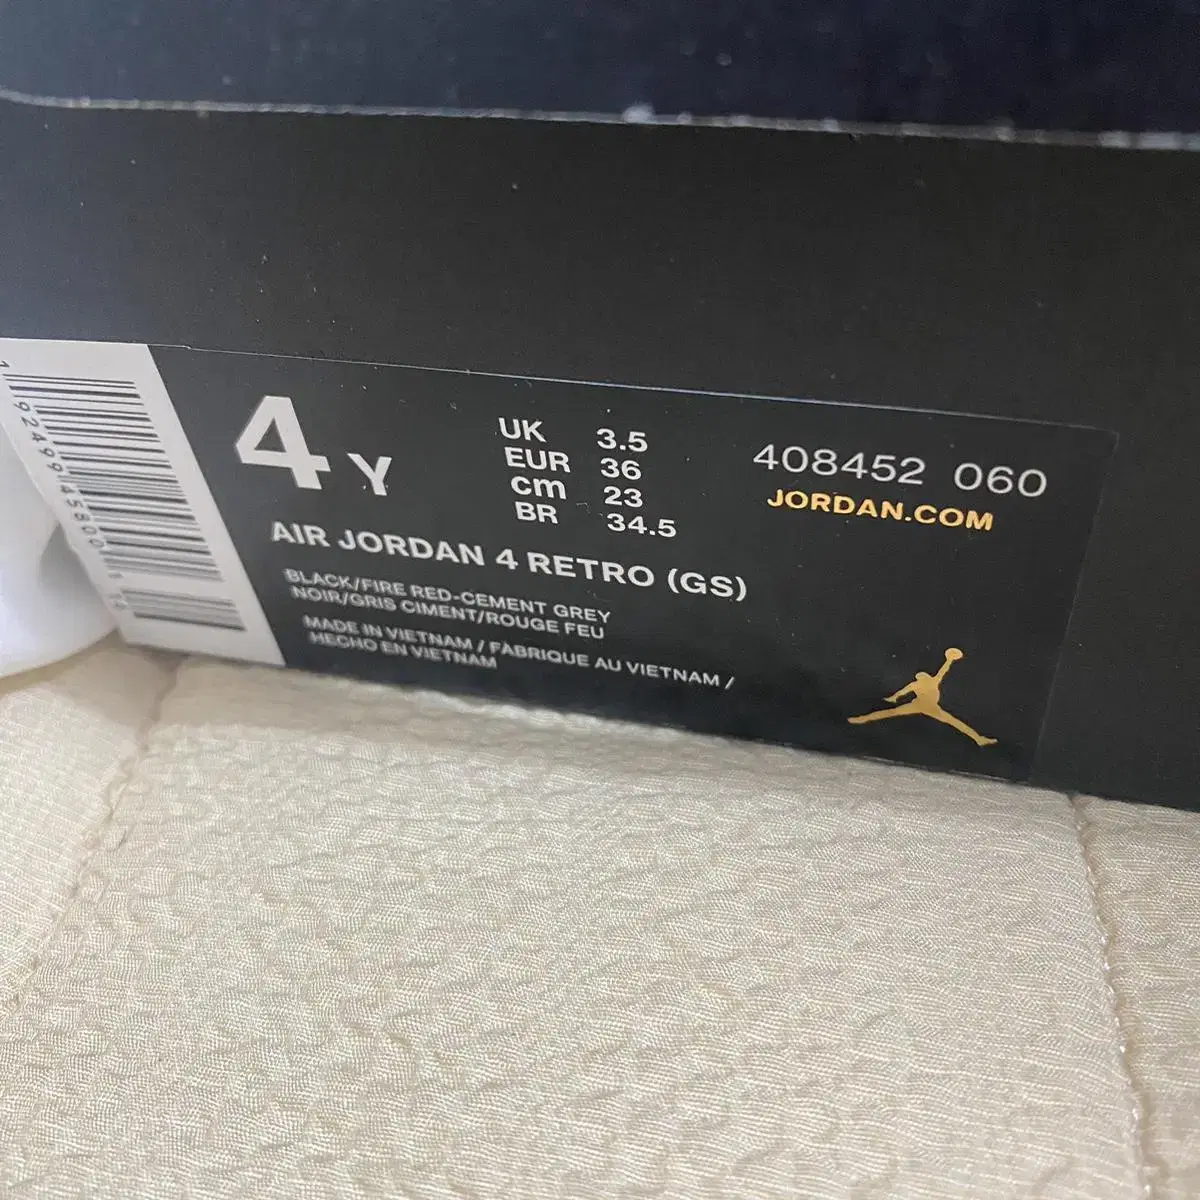 4 Y
UK 3.5
EUR 36
cm 23
BR 34.5
408452 060
JORDAN.COM
AIR JORDAN 4 RETRO (GS)
BLACK/FIRE RED-CEMENT GREY
NOIR/GRIS CIMENT/ROUGE FEU
MADE IN VIETNAM / FABRIQUE AU VIETNAM /
HECHO EN VIETNAM